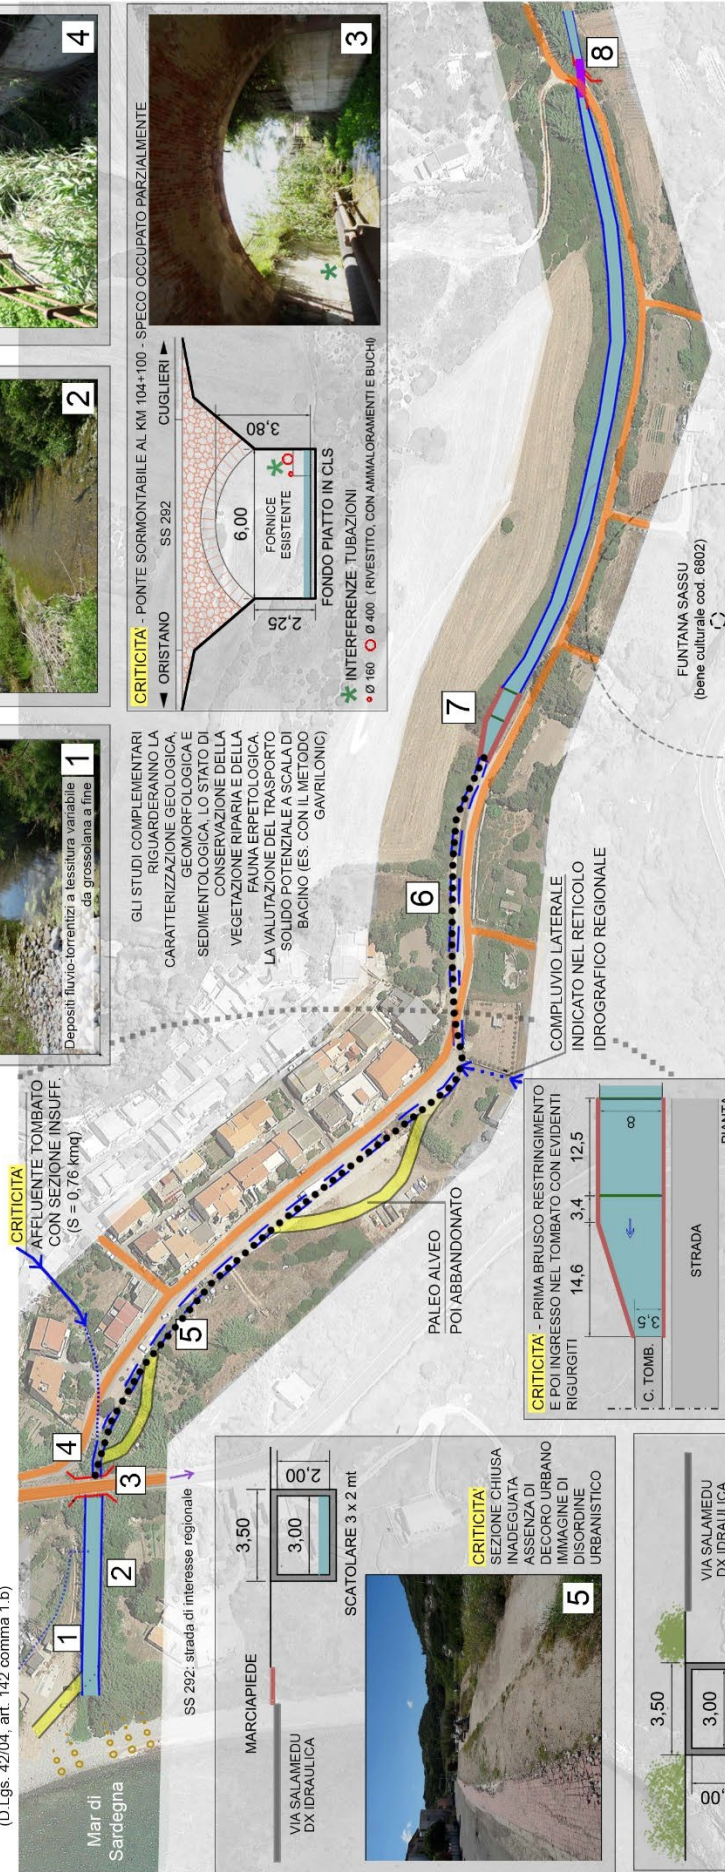 (D.Lgs. 42/04, art. 142 comma 1.b)
Mar di
Sardegna
1
2
3
4
SS 292: strada di interesse regionale
CRITICITA'
AFFLUENTE TOMBATO
CON SEZIONE INSUFF.
(S = 0,76 kmq)
5
PALEO ALVEO
POI ABBANDONATO
6
COMPLUVIO LATERALE
INDICATO NEL RETICOLO
IDROGRAFICO REGIONALE
7
8
FUNTANA SASSU
(bene culturale cod. 6802)
Depositi fluvio-torrentizi a tessitura variabile
da grossolana a fine
1
2
4
GLI STUDI COMPLEMENTARI
RIGUARDERANNO LA
CARATTERIZZAZIONE GEOLOGICA,
GEOMORFOLOGICA E
SEDIMENTOLOGICA, LO STATO DI
CONSERVAZIONE DELLA
VEGETAZIONE RIPARIA E DELLA
FAUNA ERPETOLOGICA.
LA VALUTAZIONE DEL TRASPORTO
SOLIDO POTENZIALE A SCALA DI
BACINO (ES. CON IL METODO
GAVRILONIC)
CRITICITA' - PONTE SORMONTABILE AL KM 104+100 - SPECO OCCUPATO PARZIALMENTE
◄ ORISTANO
SS 292
CUGLIERI ►
6,00
3,80
2,25
FORNICE
ESISTENTE
FONDO PIATTO IN CLS
* INTERFERENZE TUBAZIONI
Ø 160
Ø 400 ( RIVESTITO, CON AMMALORAMENTI E BUCHI)
*
3
MARCIAPIEDE
VIA SALAMEDU
DX IDRAULICA
3,50
3,00
2,00
SCATOLARE 3 x 2 mt
CRITICITA'
SEZIONE CHIUSA
INADEGUATA
ASSENZA DI
DECORO URBANO
IMMAGINE DI
DISORDINE
URBANISTICO
5
CRITICITA' - PRIMA BRUSCO RESTRINGIMENTO
E POI INGRESSO NEL TOMBATO CON EVIDENTI
RIGURGITI
14,6
3,4
12,5
3,5
8
C. TOMB.
STRADA
PIANTA
3,50
3,00
VIA SALAMEDU
DX IDRAULICA